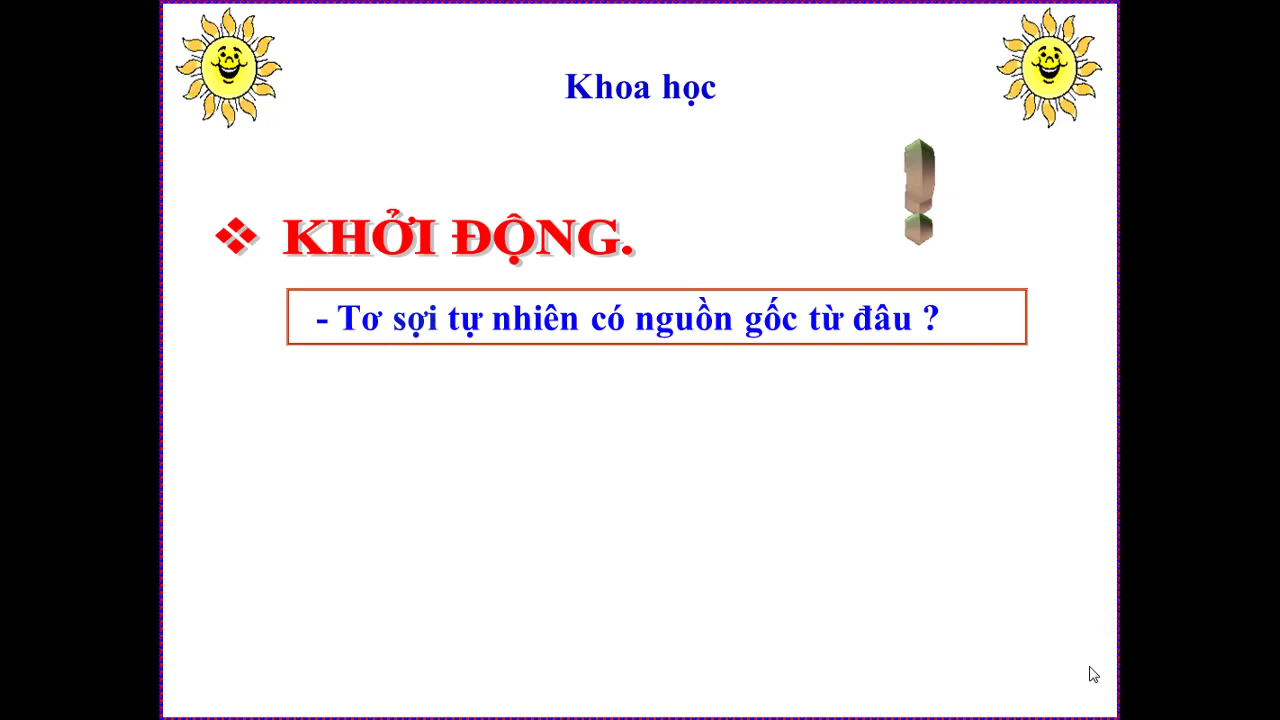 Khoa học
KHỞI ĐỘNG.
- Tơ sợi tự nhiên có nguồn gốc từ đâu ?